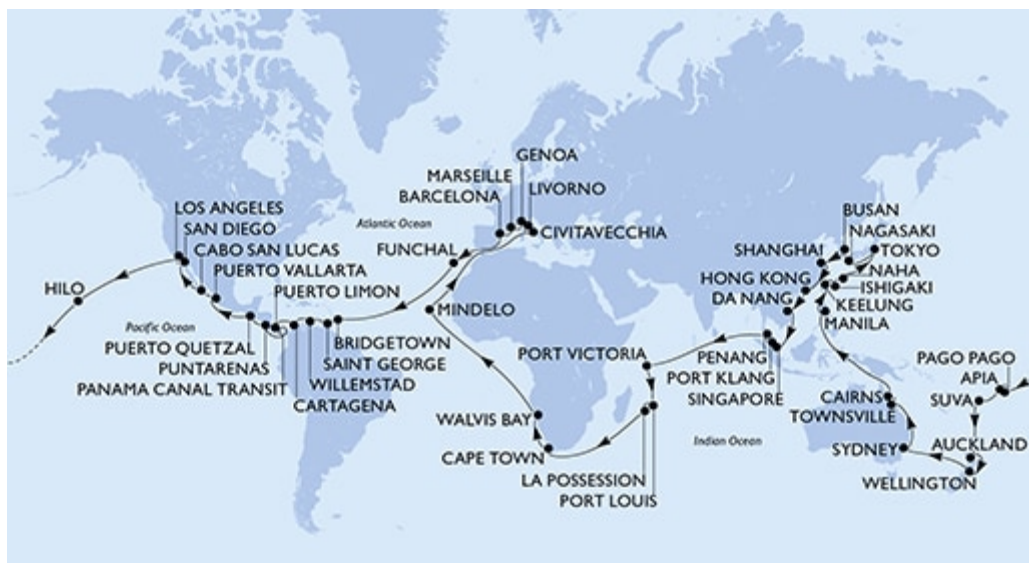 GENOA
MARSEILLE
LIVORNO
BARCELONA
LOS ANGELES
SAN DIEGO
Atlantic Ocean
CIVITAVECCHIA
CABO SAN LUCAS
FUNCHAL
PUERTO VALLARTA
HILO
PUERTO LIMON
MINDELO
Pacific Ocean
BRIDGETOWN
PUERTO QUETZAL
SAINT GEORGE
PUNTARENAS
WILLEMSTAD
PANAMA CANAL TRANSIT
CARTAGENA
WALVIS BAY
CAPE TOWN
PORT VICTORIA
LA POSSESSION
PORT LOUIS
Indian Ocean
BUSAN
NAGASAKI
SHANGHAI
TOKYO
NAHA
HONG KONG
ISHIGAKI
DA NANG
KEELUNG
MANILA
PENANG
PORT KLANG
SINGAPORE
PAGO PAGO
APIA
CAIRNS
SUVA
TOWNSVILLE
SYDNEY
AUCKLAND
WELLINGTON